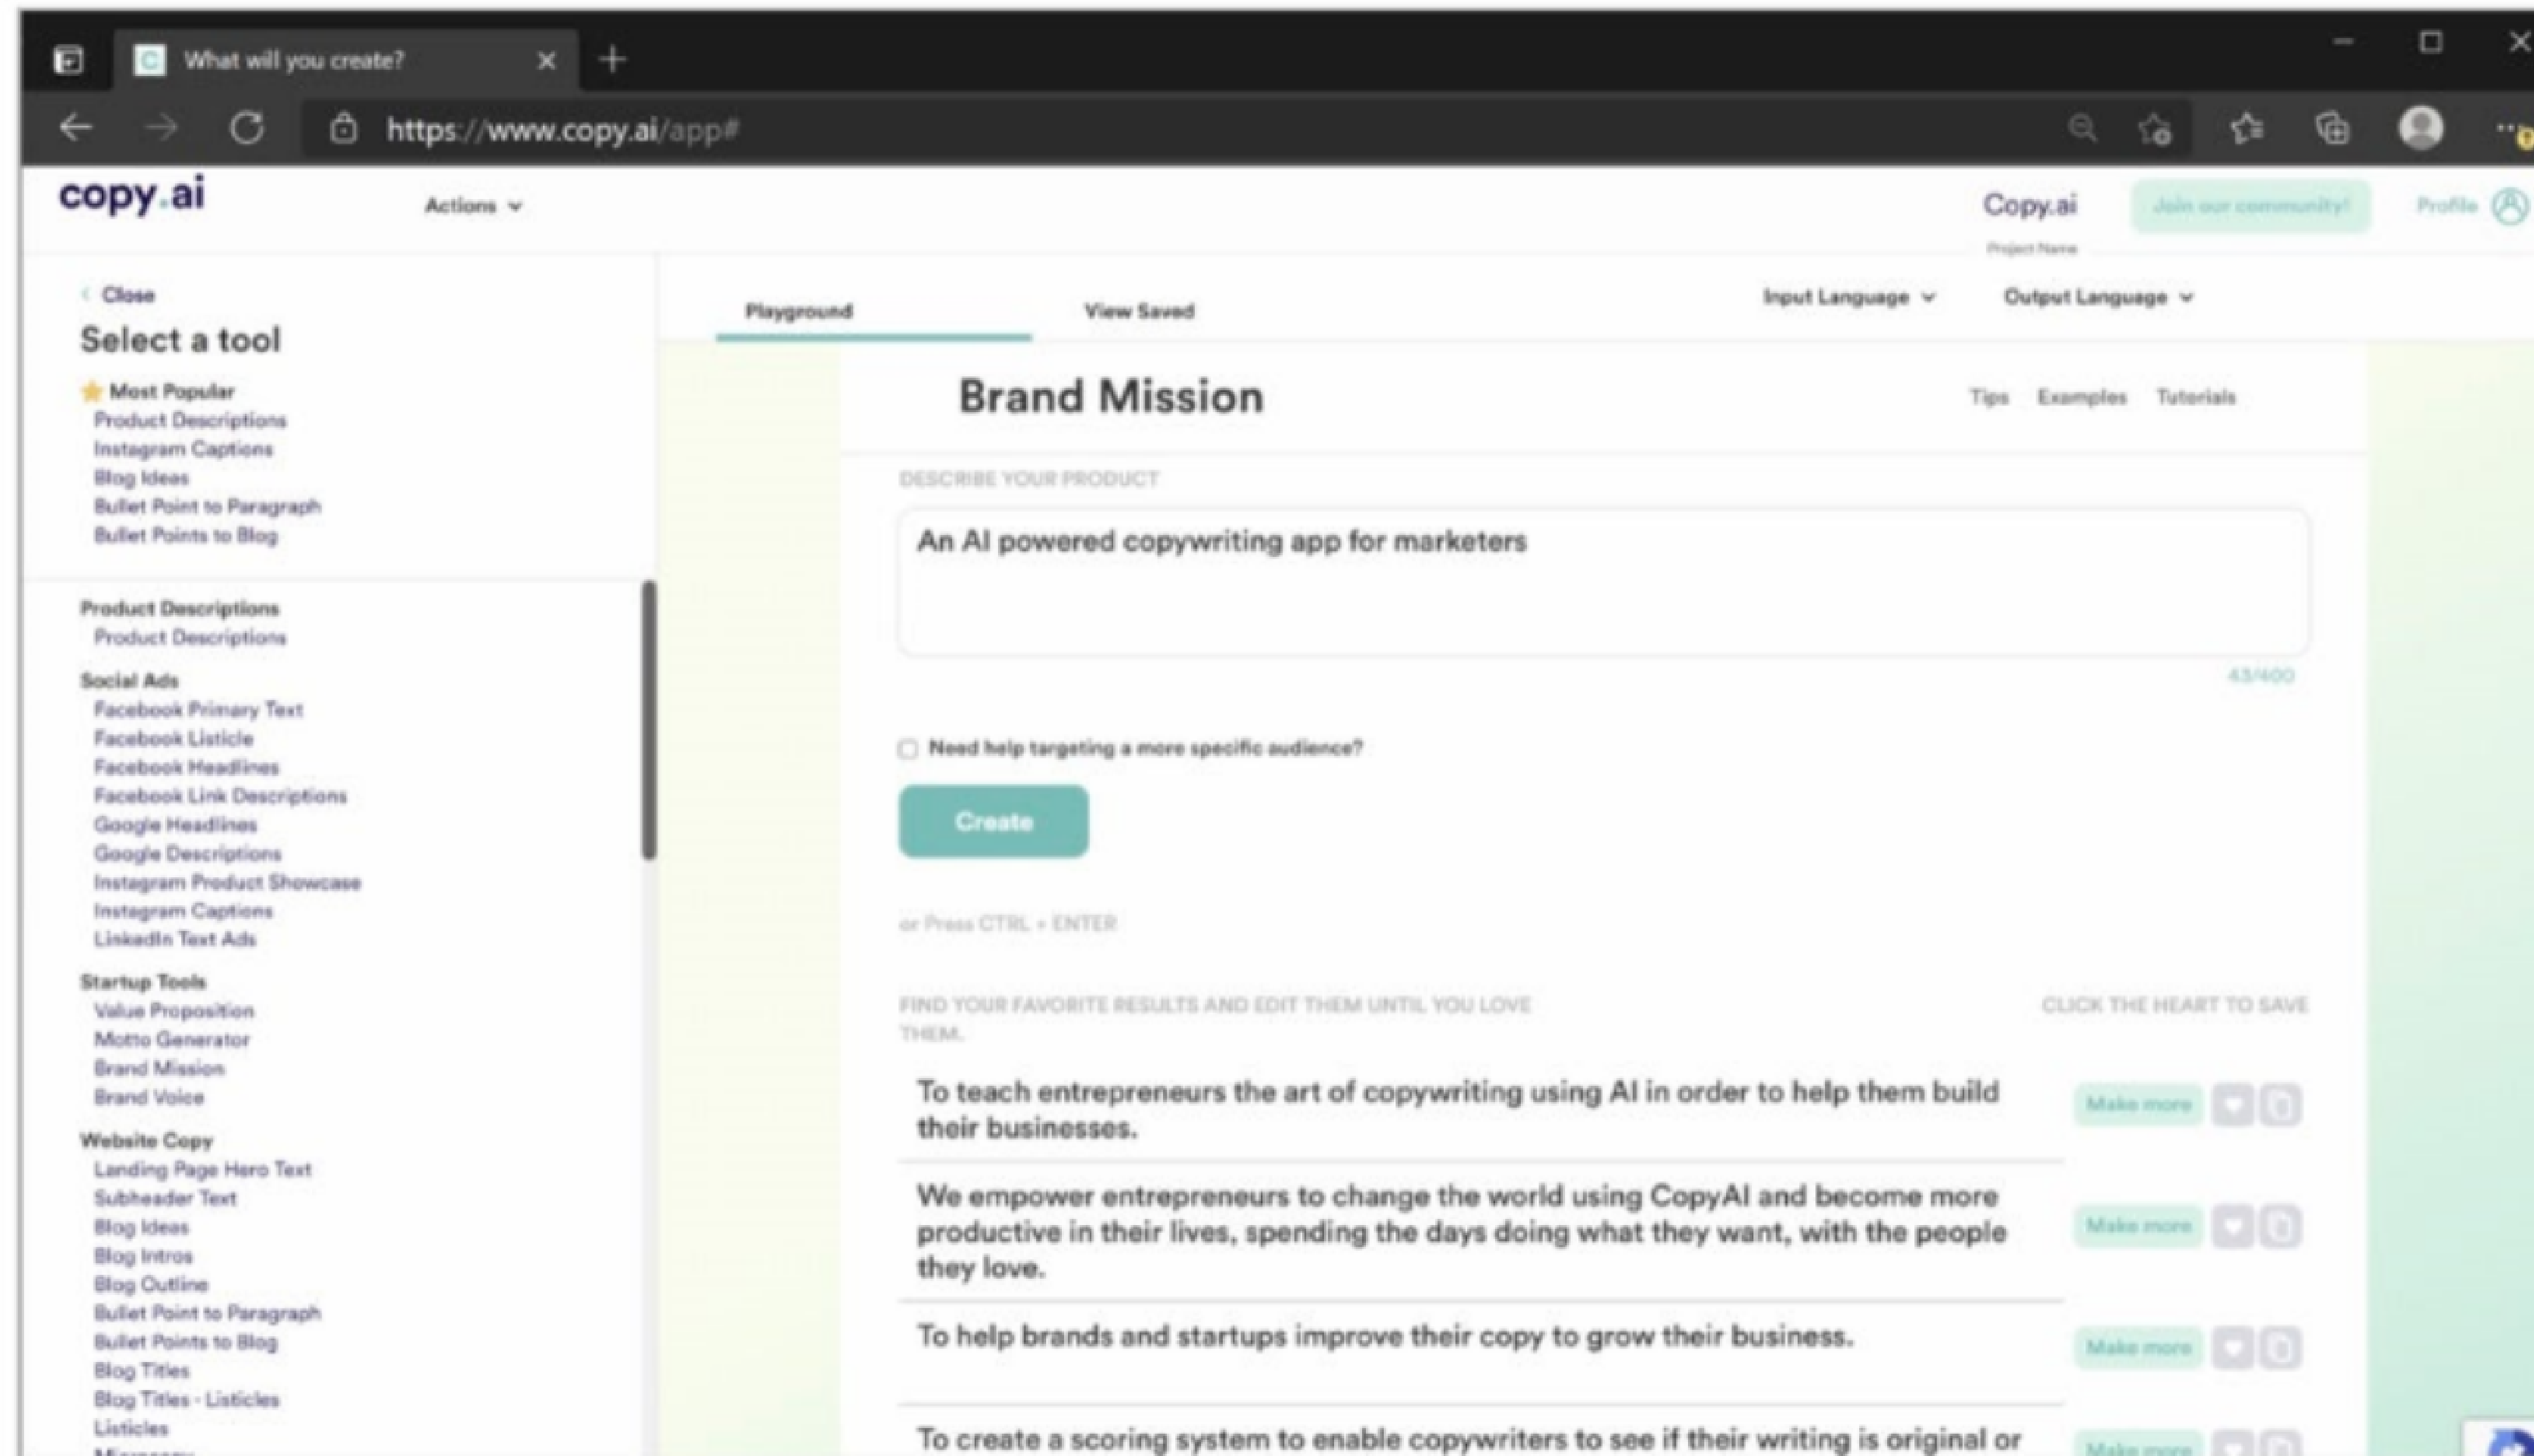 What will you create?
https://www.copy.ai/app#
copy.ai
Actions
Copy.ai
Join our community!
Profile
Project Name
Close
Select a tool
Most Popular
Product Descriptions
Instagram Captions
Blog Ideas
Bullet Point to Paragraph
Bullet Points to Blog
Product Descriptions
Product Descriptions
Social Ads
Facebook Primary Text
Facebook Listicle
Facebook Headlines
Facebook Link Descriptions
Google Headlines
Google Descriptions
Instagram Product Showcase
Instagram Captions
LinkedIn Text Ads
Startup Tools
Value Proposition
Motto Generator
Brand Mission
Brand Voice
Website Copy
Landing Page Hero Text
Subheader Text
Blog Ideas
Blog Intros
Blog Outline
Bullet Point to Paragraph
Bullet Points to Blog
Blog Titles
Blog Titles - Listicles
Listicles
Playground
View Saved
Input Language
Output Language
Brand Mission
Tips Examples Tutorials
DESCRIBE YOUR PRODUCT
An AI powered copywriting app for marketers
43/400
Need help targeting a more specific audience?
Create
or Press CTRL + ENTER
FIND YOUR FAVORITE RESULTS AND EDIT THEM UNTIL YOU LOVE
THEM.
CLICK THE HEART TO SAVE
To teach entrepreneurs the art of copywriting using AI in order to help them build
their businesses.
Make more
We empower entrepreneurs to change the world using CopyAI and become more
productive in their lives, spending the days doing what they want, with the people
they love.
Make more
To help brands and startups improve their copy to grow their business.
Make more
To create a scoring system to enable copywriters to see if their writing is original or
Make more